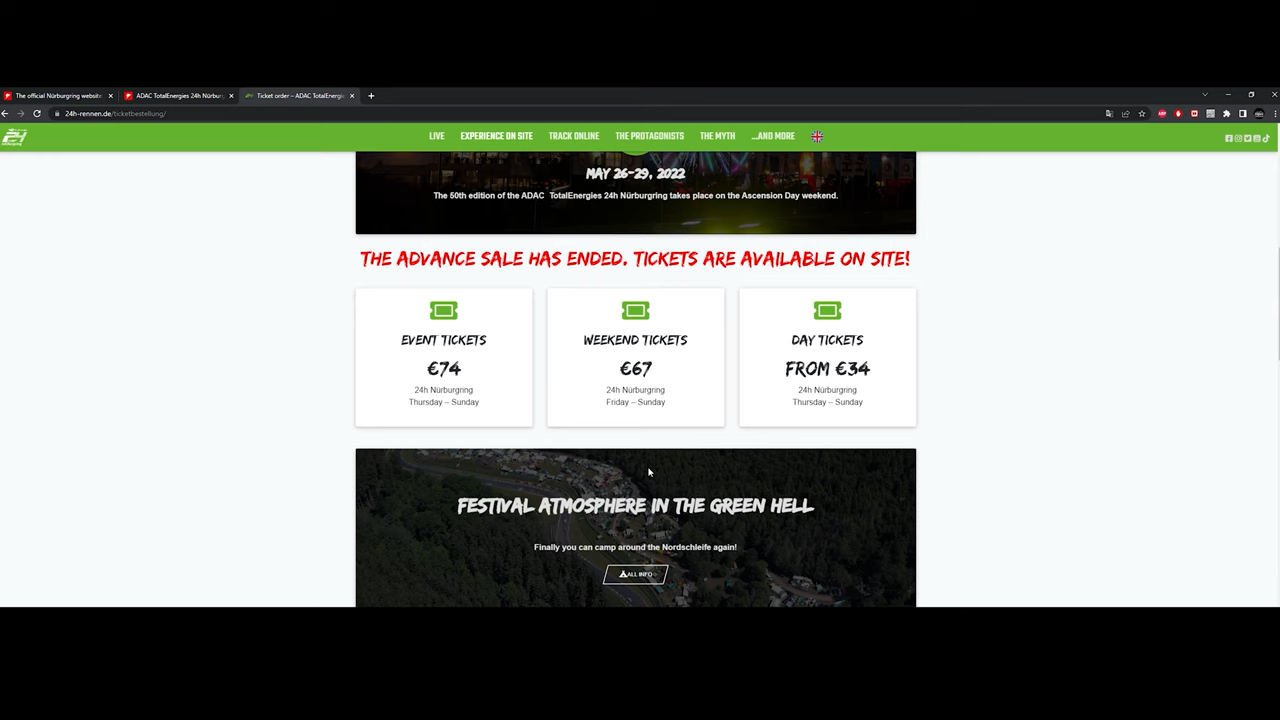 The official Nürburgring website
ADAC TotalEnergies 24h Nürburg
Ticket order – ADAC TotalEnergie
24h-rennen.de/ticketbestellung/
24
LIVE
EXPERIENCE ON SITE
TRACK ONLINE
THE PROTAGONISTS
THE MYTH
...AND MORE
MAY 26-29, 2022
The 50th edition of the ADAC TotalEnergies 24h Nürburgring takes place on the Ascension Day weekend.
THE ADVANCE SALE HAS ENDED. TICKETS ARE AVAILABLE ON SITE!
EVENT TICKETS
€74
24h Nürburgring
Thursday – Sunday
WEEKEND TICKETS
€67
24h Nürburgring
Friday – Sunday
DAY TICKETS
FROM €34
24h Nürburgring
Thursday – Sunday
FESTIVAL ATMOSPHERE IN THE GREEN HELL
Finally you can camp around the Nordschleife again!
ALL INFO